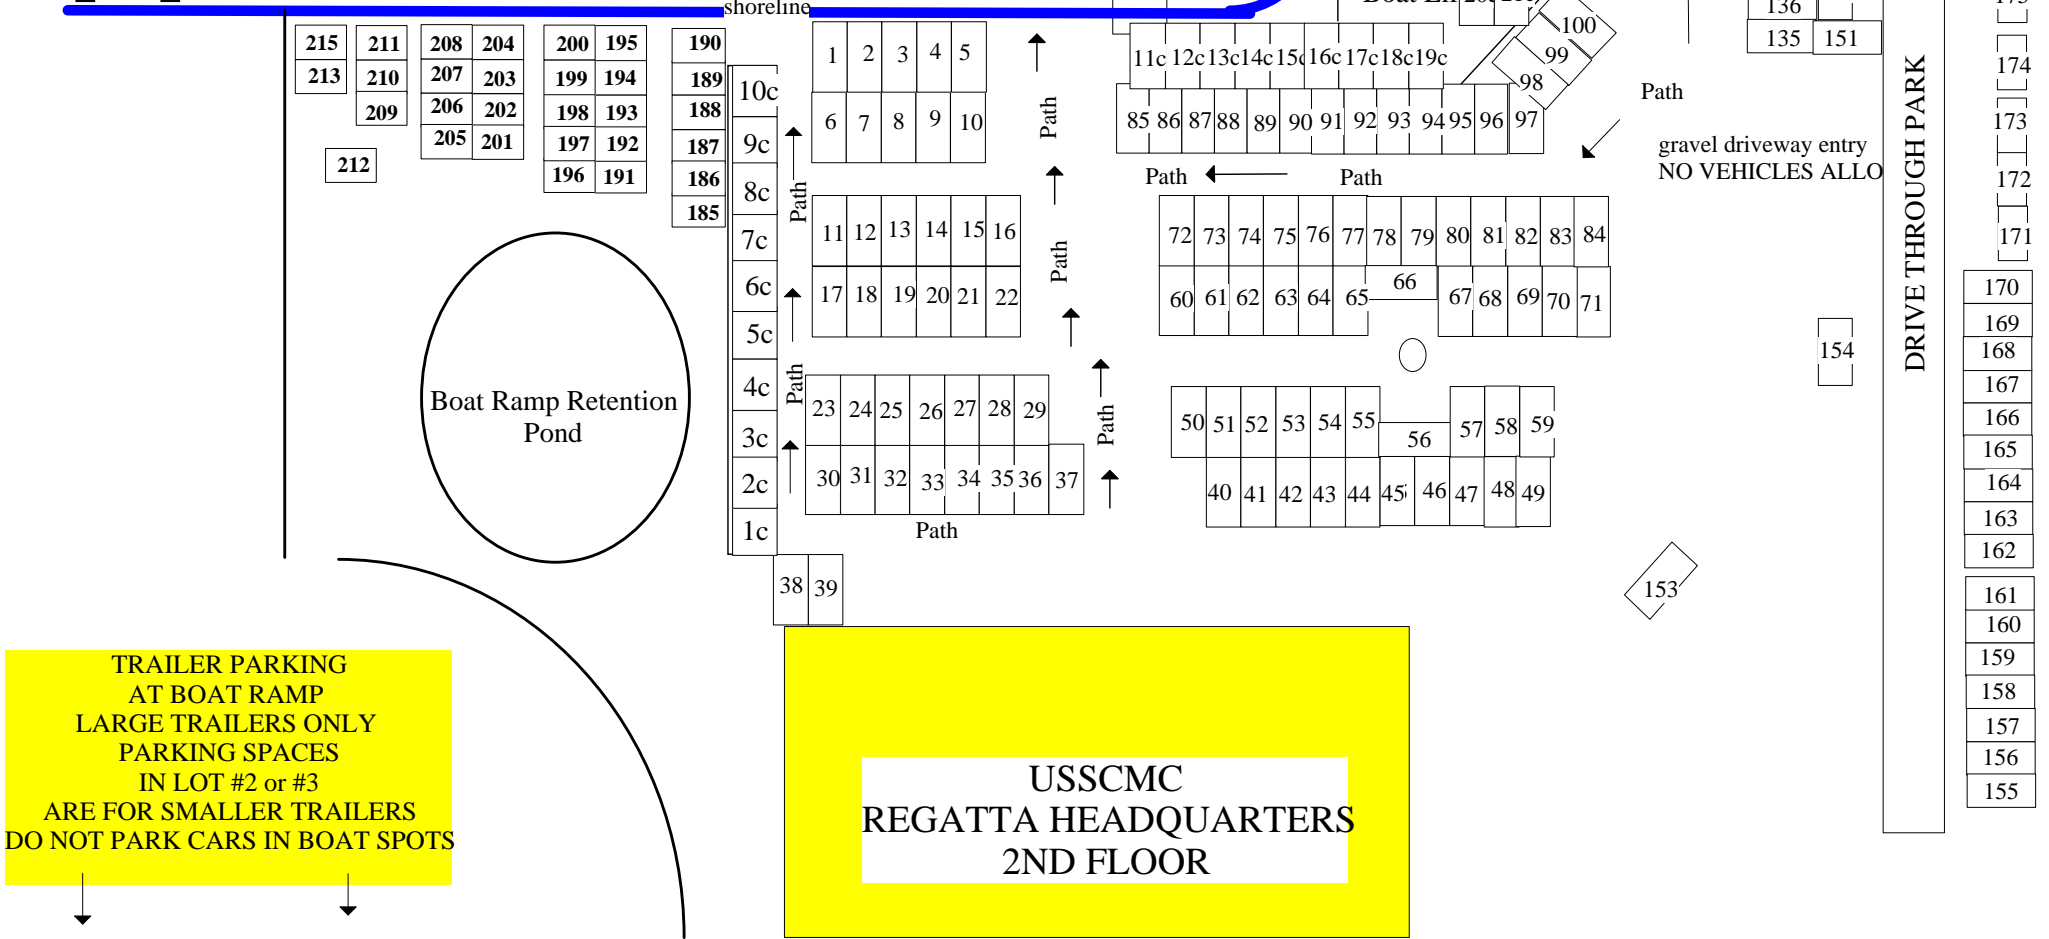 shoreline
136
135 151
100
99
98
174
173
172
171
215 211 208 204 200 195 190
213 210 207 203 199 194 189
209 206 202 198 193 188
205 201 197 192 187
212 196 191 186
185
10c
9c
8c
7c
6c
5c
4c
3c
2c
1c
Path
Path
1 2 3 4 5
6 7 8 9 10
11 12 13 14 15 16
17 18 19 20 21 22
23 24 25 26 27 28 29
30 31 32 33 34 35 36 37
Path
38 39
Path
Path
Path
11c 12c 13c 14c 15c 16c 17c 18c 19c
85 86 87 88 89 90 91 92 93 94 95 96 97
Path Path
72 73 74 75 76 77 78 79 80 81 82 83 84
60 61 62 63 64 65 66 67 68 69 70 71
50 51 52 53 54 55 56 57 58 59
40 41 42 43 44 45 46 47 48 49
Path
gravel driveway entry
NO VEHICLES ALLO
DRIVE THROUGH PARK
154
153
170
169
168
167
166
165
164
163
162
161
160
159
158
157
156
155
Boat Ramp Retention
Pond
TRAILER PARKING
AT BOAT RAMP
LARGE TRAILERS ONLY
PARKING SPACES
IN LOT #2 or #3
ARE FOR SMALLER TRAILERS
DO NOT PARK CARS IN BOAT SPOTS
USSCMC
REGATTA HEADQUARTERS
2ND FLOOR